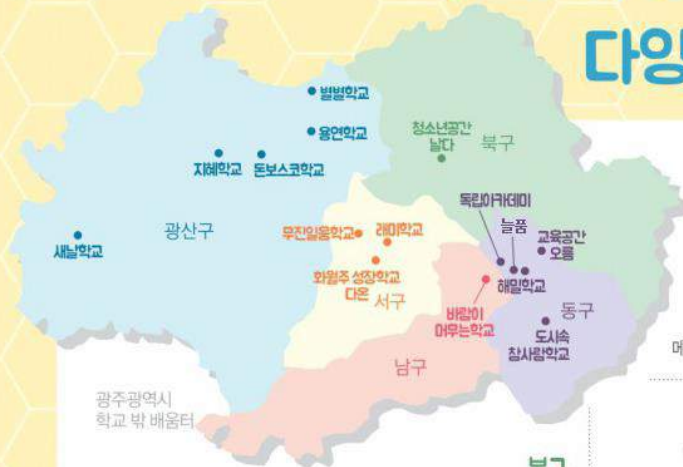 다양
별별학교
용연학교
지혜학교
돈보스코학교
새날학교
광산구
청소년공간
날다
북구
독립아카데미
늘품
교육공간
오름
해밀학교
무진일움학교
래미학교
화월주 성장학교
다온
서구
바람이
머무는학교
동구
도시속
참사랑학교
남구
광주광역시
학교 밖 배움터
북구